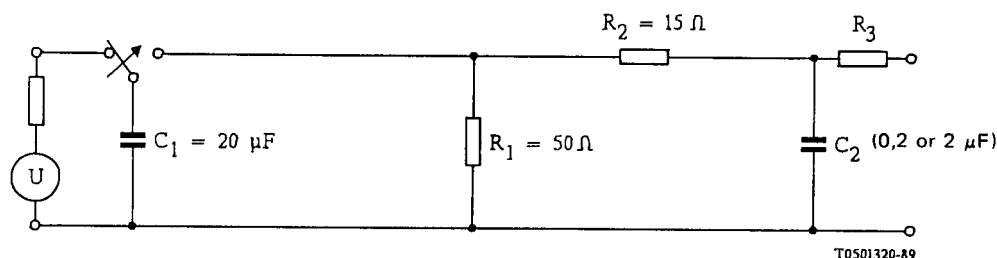 R2 = 15 Ω
R3
C1 = 20 µF
R1 = 50 Ω
C2 (0,2 or 2 µF)
U
T0501320-89